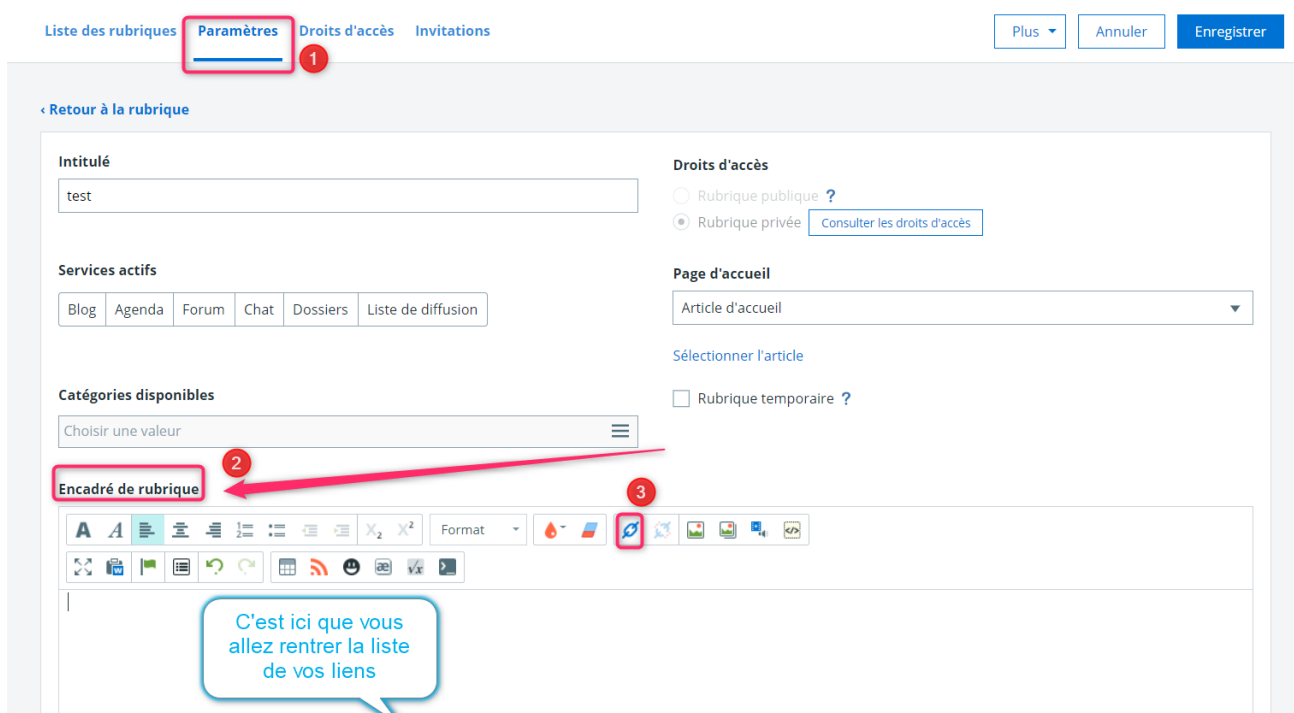 Liste des rubriques Paramètres Droits d'accès Invitations Plus Annuler Enregistrer
1
‹ Retour à la rubrique
Intitulé
test
Droits d'accès
Rubrique publique ?
Rubrique privée Consulter les droits d'accès
Services actifs
Blog Agenda Forum Chat Dossiers Liste de diffusion
Page d'accueil
Article d'accueil
Sélectionner l'article
Catégories disponibles
Choisir une valeur
Rubrique temporaire ?
2
Encadré de rubrique
3
A A X₂ X² Format
W æ √x
C'est ici que vous
allez rentrer la liste
de vos liens